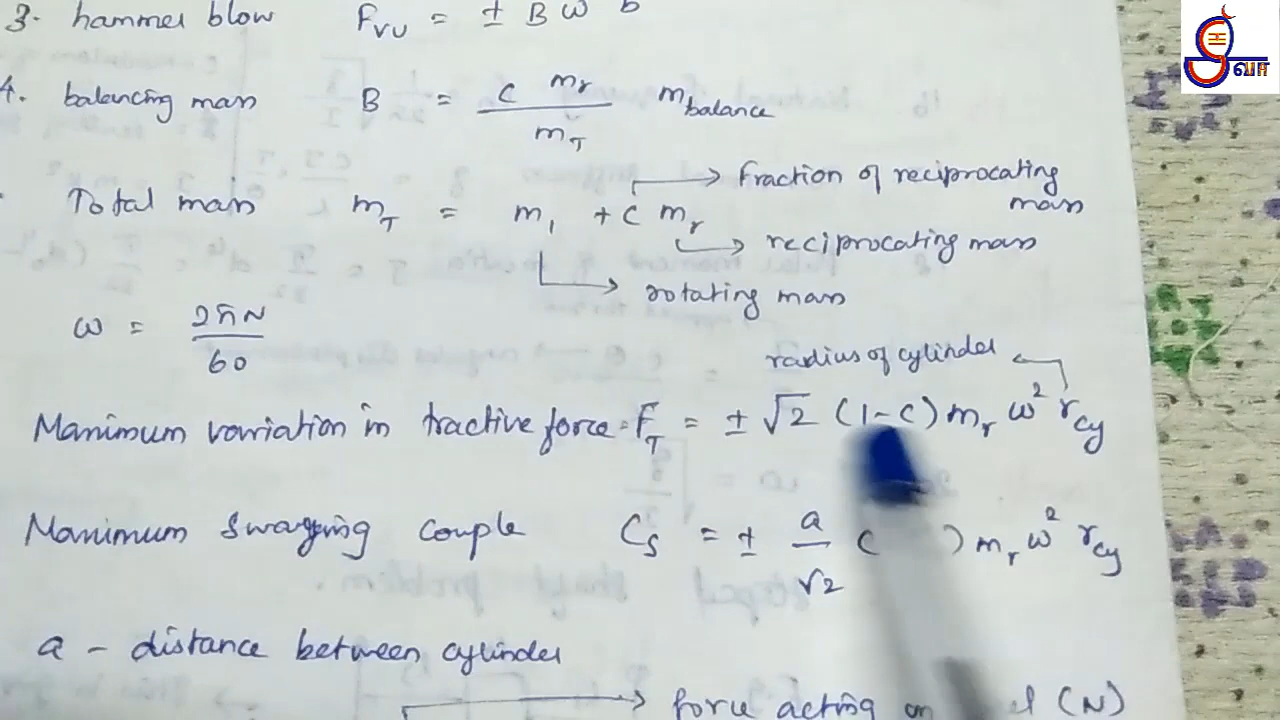 3. hammer blow F_VU = ± B ω b
4. balancing mass B = c m_r / m_T m_balance
Fraction of reciprocating mass
Total mass m_T = m_1 + c m_r
reciprocating mass
rotating mass
ω = 2πN / 60
radius of cylinder
Maximum variation in tractive force = F_T = ± √2 (1-c) m_r ω² r_cy
Maximum swaying couple C_s = ± a / √2 ( ) m_r ω² r_cy
a - distance between cylinder
force acting on (N)
வா